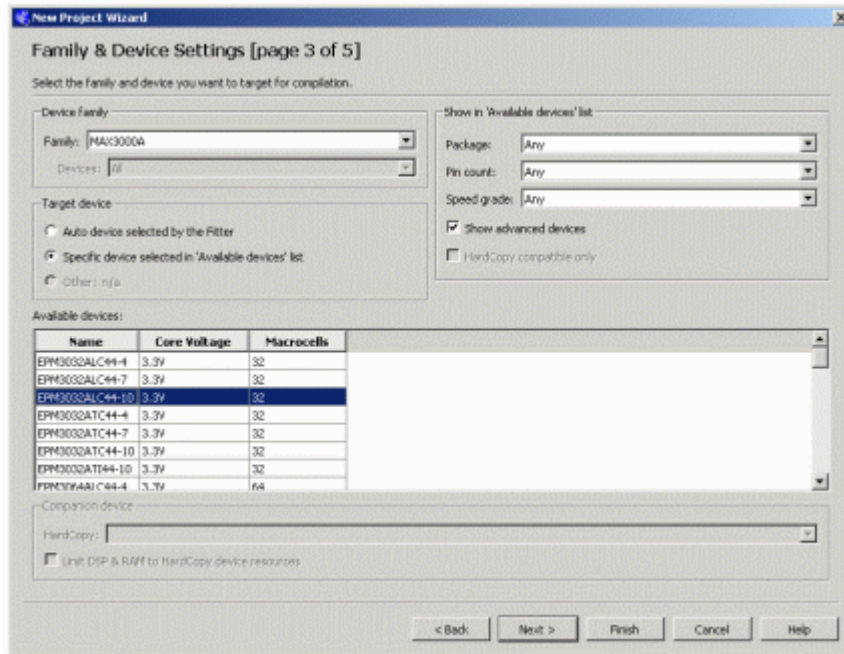 New Project Wizard
Family & Device Settings [page 3 of 5]
Select the family and device you want to target for compilation.
Device family
Family: MAX3000A
Devices: All
Target device
Auto device selected by the Fitter
Specific device selected in 'Available devices' list
Other: n/a
Show in 'Available devices' list
Package: Any
Pin count: Any
Speed grade: Any
Show advanced devices
HardCopy compatible only
Available devices:
Name Core Voltage Macrocells
EPM3032ALC44-4 3.3V 32
EPM3032ALC44-7 3.3V 32
EPM3032ALC44-10 3.3V 32
EPM3032ATC44-4 3.3V 32
EPM3032ATC44-7 3.3V 32
EPM3032ATC44-10 3.3V 32
EPM3032ATI44-10 3.3V 32
EPM3064ALC44-4 3.3V 64
Companion device
HardCopy:
Limit DSP & RAM to HardCopy device resources
< Back Next > Finish Cancel Help